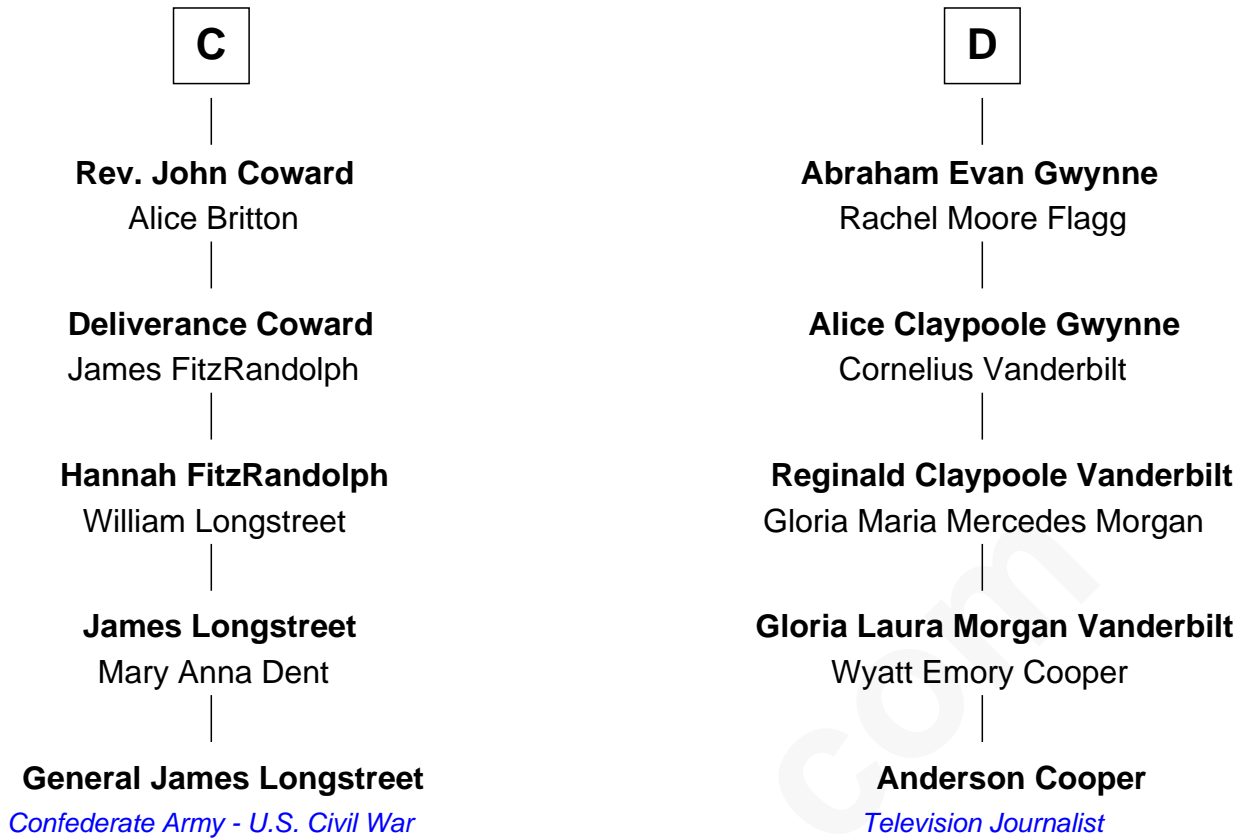 C
Rev. John Coward
Alice Britton
Deliverance Coward
James FitzRandolph
Hannah FitzRandolph
William Longstreet
James Longstreet
Mary Anna Dent
General James Longstreet
Confederate Army - U.S. Civil War
D
Abraham Evan Gwynne
Rachel Moore Flagg
Alice Claypoole Gwynne
Cornelius Vanderbilt
Reginald Claypoole Vanderbilt
Gloria Maria Mercedes Morgan
Gloria Laura Morgan Vanderbilt
Wyatt Emory Cooper
Anderson Cooper
Television Journalist
com